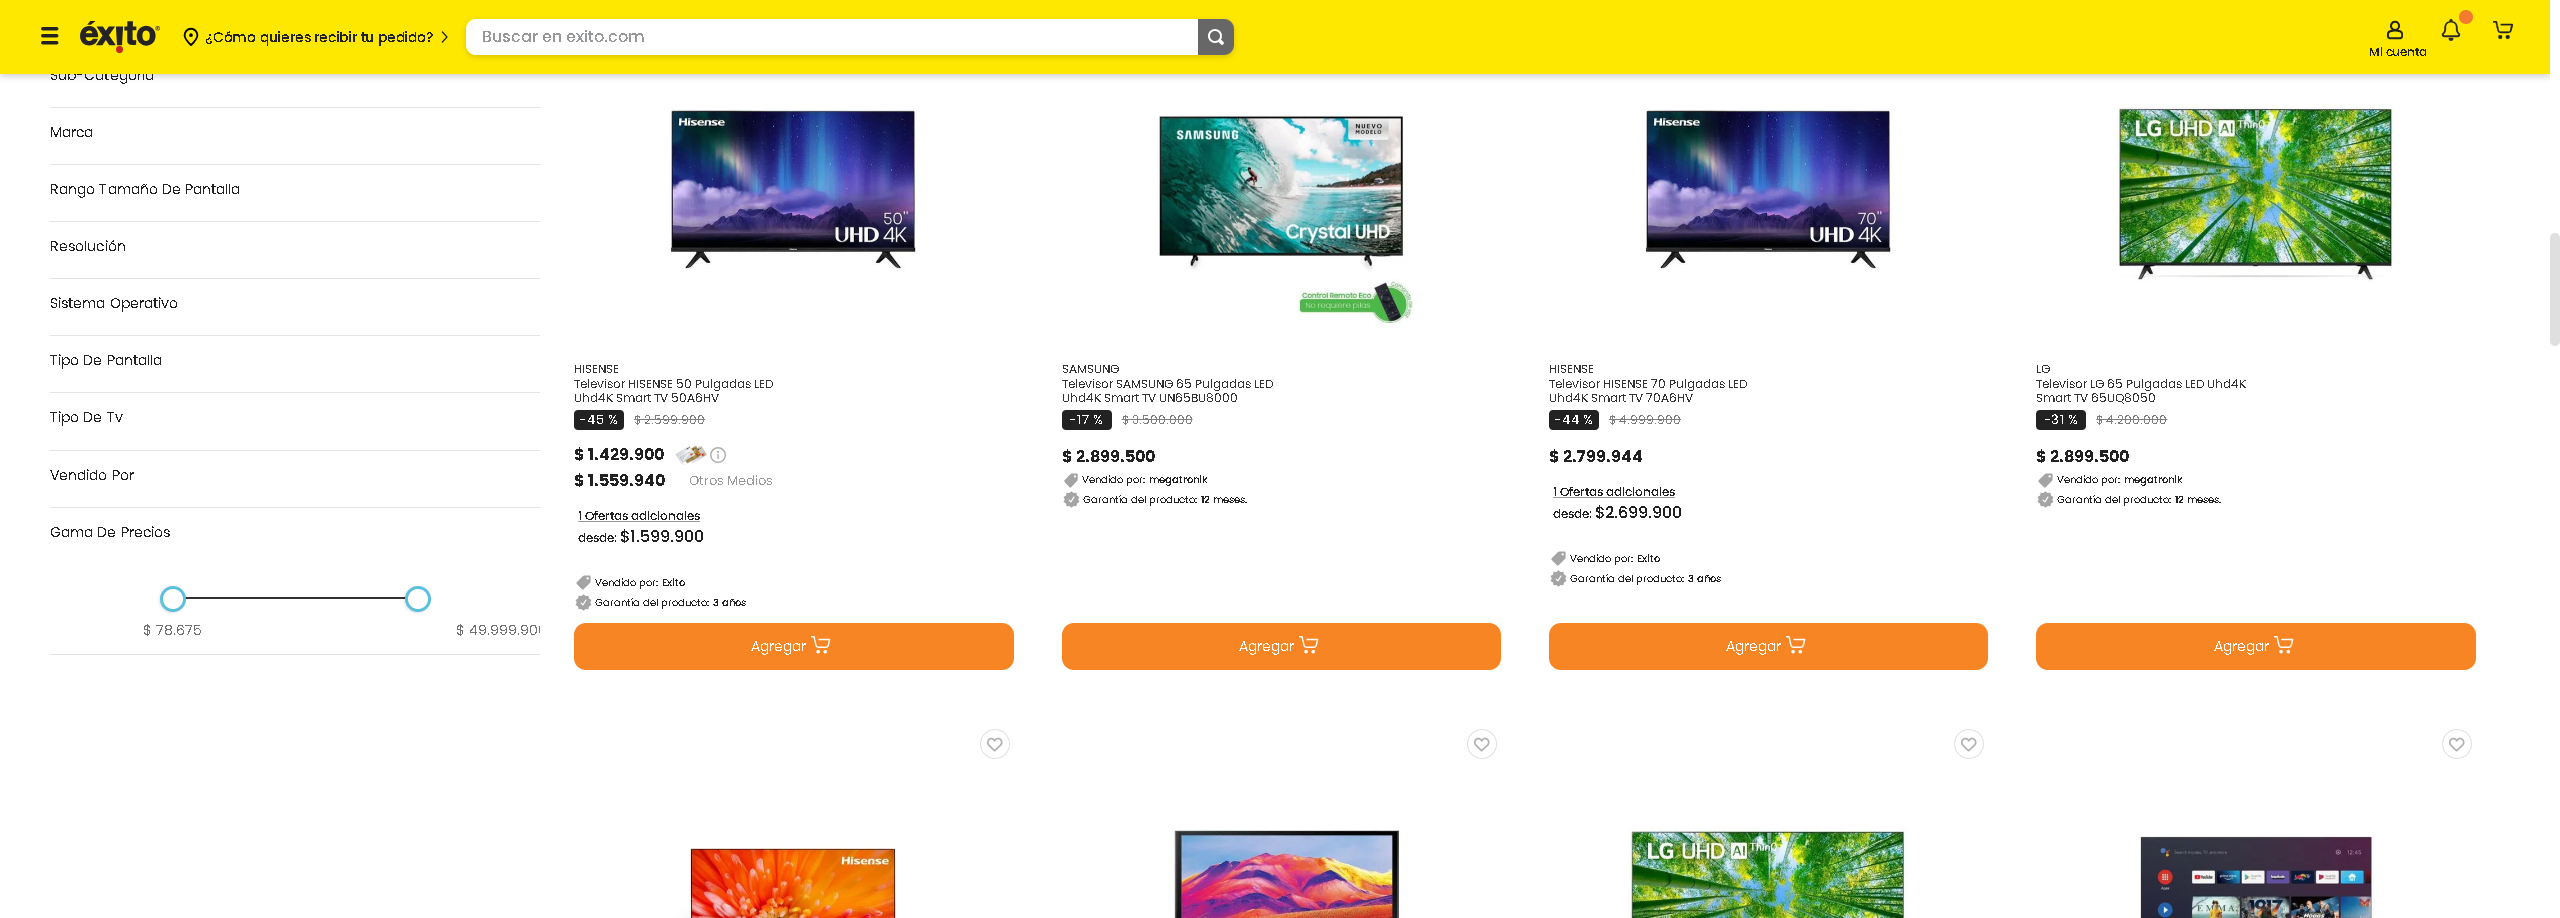 éxito
¿Cómo quieres recibir tu pedido?
Buscar en exito.com
Mi cuenta
Sub-Categoría
Marca
Rango Tamaño De Pantalla
Resolución
Sistema Operativo
Tipo De Pantalla
Tipo De Tv
Vendido Por
Gama De Precios
$ 78.675
$ 49.999.90
Hisense
50"
UHD 4K
HISENSE
Televisor HISENSE 50 Pulgadas LED
Uhd4K Smart TV 50A6HV
-45 % $ 2.599.900
$ 1.429.900
$ 1.559.940 Otros Medios
1 Ofertas adicionales
desde: $1.599.900
Vendido por: Exito
Garantía del producto: 3 años
Agregar
SAMSUNG
NUEVO
MODELO
Crystal UHD
Control Remoto Eco
No requiere pilas
SAMSUNG
Televisor SAMSUNG 65 Pulgadas LED
Uhd4K Smart TV UN65BU8000
-17 % $ 3.500.000
$ 2.899.500
Vendido por: megatronik
Garantía del producto: 12 meses.
Agregar
Hisense
70"
UHD 4K
HISENSE
Televisor HISENSE 70 Pulgadas LED
Uhd4K Smart TV 70A6HV
-44 % $ 4.999.900
$ 2.799.944
1 Ofertas adicionales
desde: $2.699.900
Vendido por: Exito
Garantía del producto: 3 años
Agregar
LG UHD AI ThinQ
LG
Televisor LG 65 Pulgadas LED Uhd4K
Smart TV 65UQ8050
-31 % $ 4.200.000
$ 2.899.500
Vendido por: megatronik
Garantía del producto: 12 meses.
Agregar
Hisense
LG UHD AI ThinQ
12:45
YouTube
EMMA.
1917